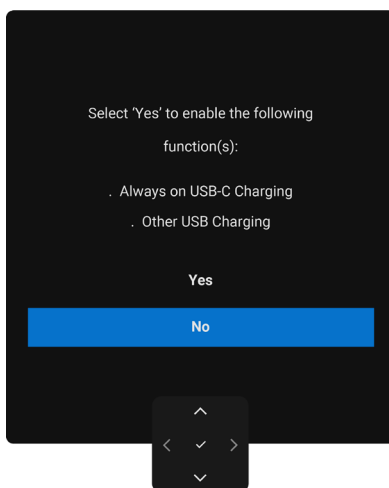 Select ‘Yes’ to enable the following
function(s):
. Always on USB-C Charging
. Other USB Charging
Yes
No